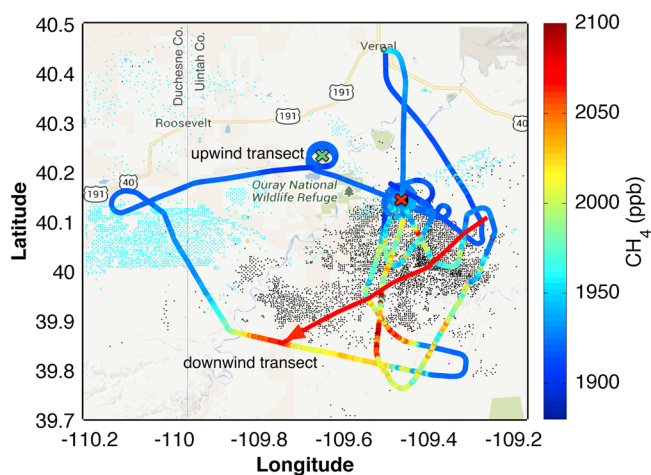 40.5
40.4
40.3
40.2
40.1
40
39.9
39.8
39.7
Latitude
-110.2
-110
-109.8
-109.6
-109.4
-109.2
Longitude
Duchesne Co.
Uintah Co.
Vernal
191
191
191
40
Roosevelt
upwind transect
40
191
Ouray National
Wildlife Refuge
downwind transect
2100
2050
2000
1950
1900
CH4 (ppb)